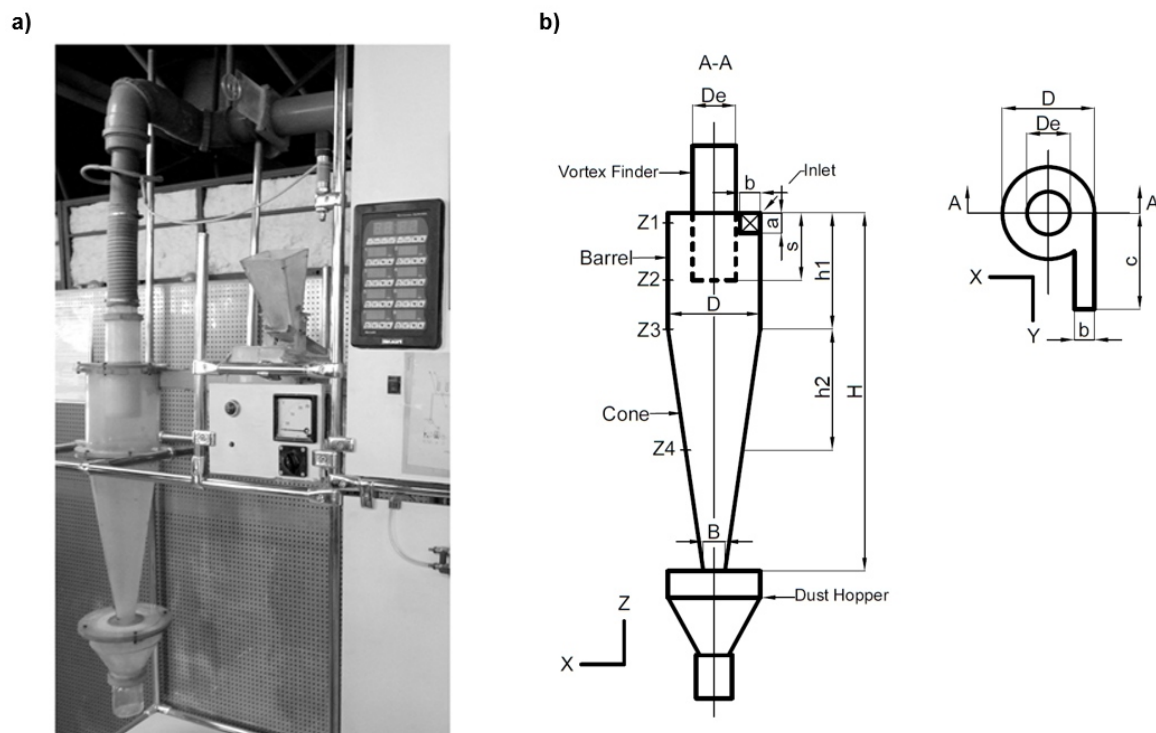 a)
b)
A-A
De
Vortex Finder
b
Inlet
Z1
a
s
h1
Barrel
Z2
D
Z3
h2
H
Cone
Z4
B
Dust Hopper
Z
X
D
De
A
A
c
X
Y
b